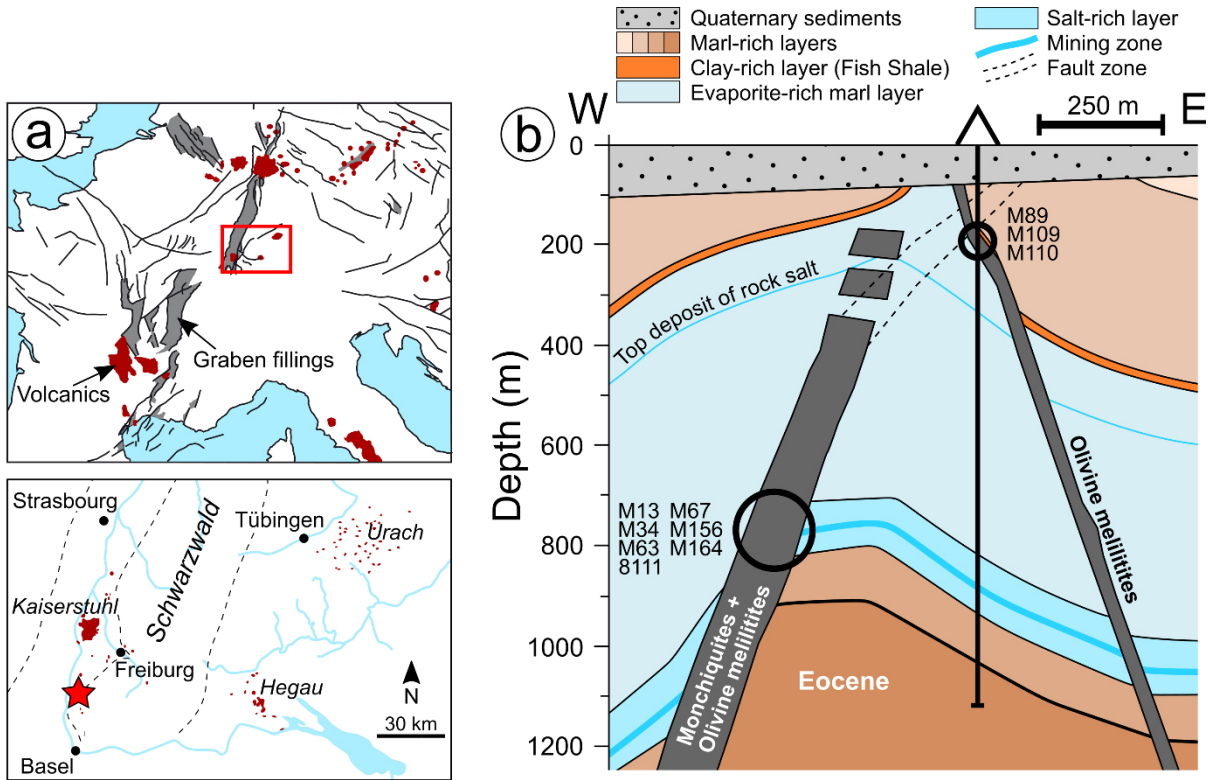 Quaternary sediments
Marl-rich layers
Clay-rich layer (Fish Shale)
Evaporite-rich marl layer
Salt-rich layer
Mining zone
Fault zone
a
Graben fillings
Volcanics
Strasbourg
Schwarzwald
Tübingen
Urach
Kaiserstuhl
Freiburg
Hegau
N
30 km
Basel
b
W
E
250 m
Depth (m)
0
200
400
600
800
1000
1200
M89
M109
M110
Top deposit of rock salt
M13 M67
M34 M156
M63 M164
8111
Olivine melilitites
Monchiquites +
Olivine melilitites
Eocene